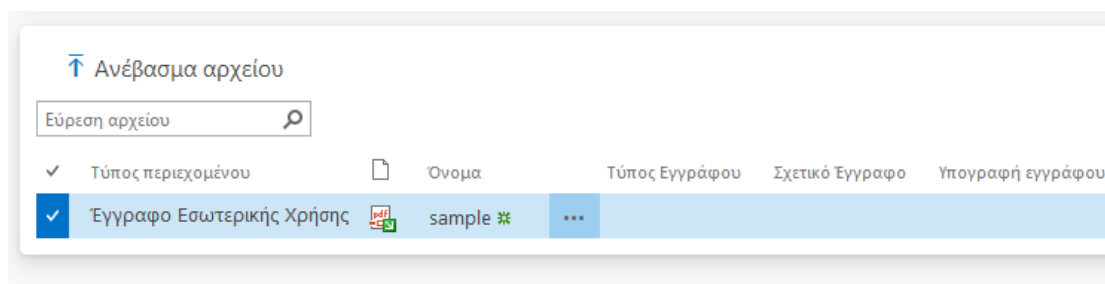 Ανέβασμα αρχείου
Εύρεση αρχείου
Τύπος περιεχομένου Όνομα Τύπος Εγγράφου Σχετικό Έγγραφο Υπογραφή εγγράφου
Έγγραφο Εσωτερικής Χρήσης pdf sample ...